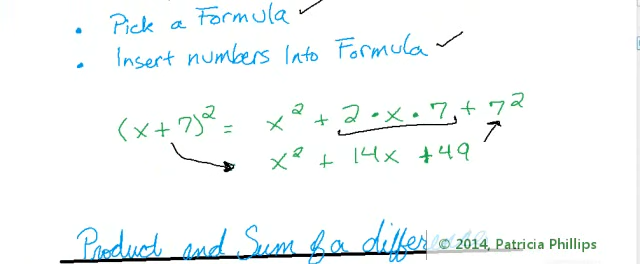 • Pick a Formula ✓
• Insert numbers Into Formula ✓
(x+7)² = x² + 2·x·7 + 7²
x² + 14x + 49
Product and Sum of a difference
© 2014, Patricia Phillips